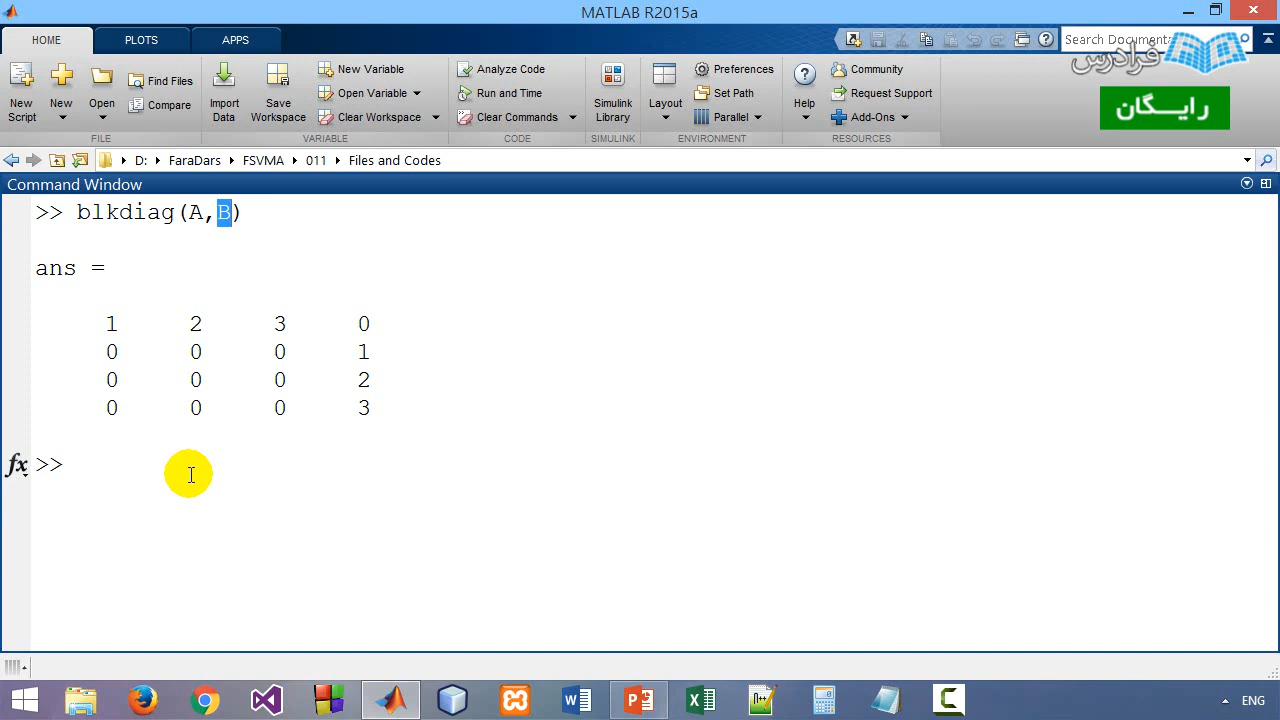 MATLAB R2015a
HOME PLOTS APPS
Search Documenta
فرادرس
رایگان
New Script
New
Open
Find Files
Compare
FILE
Import Data
Save Workspace
New Variable
Open Variable
Clear Workspace
VARIABLE
Analyze Code
Run and Time
Clear Commands
CODE
Simulink Library
SIMULINK
Layout
Preferences
Set Path
Parallel
ENVIRONMENT
Help
Community
Request Support
Add-Ons
RESOURCES
D: FaraDars FSVMA 011 Files and Codes
Command Window
>> blkdiag(A,B)
ans =
1 2 3 0
0 0 0 1
0 0 0 2
0 0 0 3
fx >>
ENG